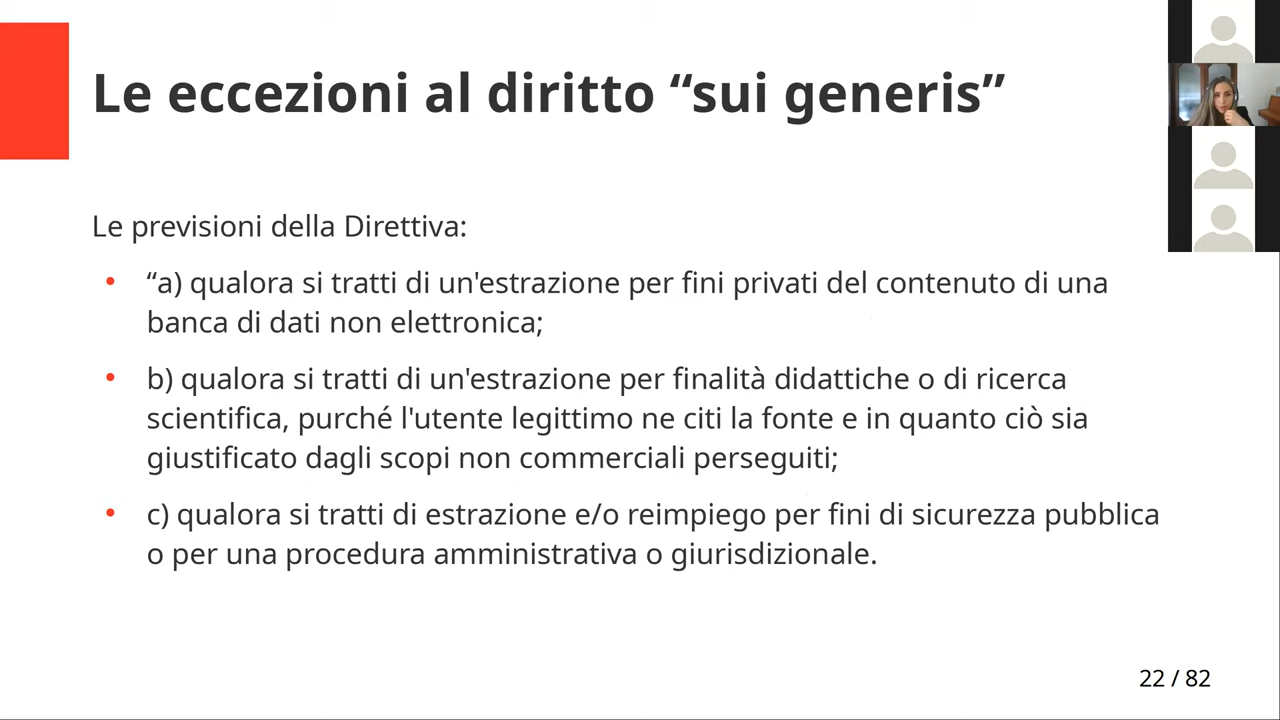 Le eccezioni al diritto “sui generis”
Le previsioni della Direttiva:
• “a) qualora si tratti di un'estrazione per fini privati del contenuto di una
banca di dati non elettronica;
• b) qualora si tratti di un'estrazione per finalità didattiche o di ricerca
scientifica, purché l'utente legittimo ne citi la fonte e in quanto ciò sia
giustificato dagli scopi non commerciali perseguiti;
• c) qualora si tratti di estrazione e/o reimpiego per fini di sicurezza pubblica
o per una procedura amministrativa o giurisdizionale.
22 / 82